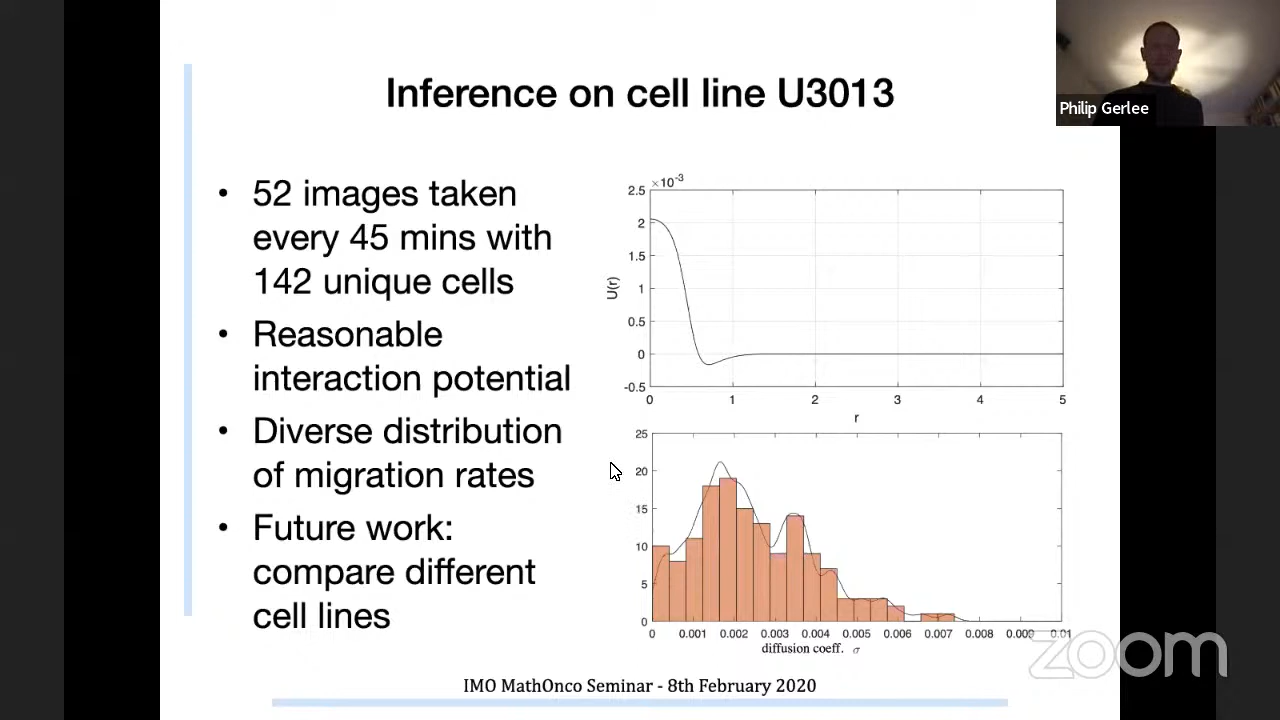 Inference on cell line U3013
Philip Gerlee
• 52 images taken
every 45 mins with
142 unique cells
• Reasonable
interaction potential
• Diverse distribution
of migration rates
• Future work:
compare different
cell lines
×10-3
2.5
2
1.5
1
0.5
0
-0.5
U(r)
0 1 2 3 4 5
r
25
20
15
10
5
0
0 0.001 0.002 0.003 0.004 0.005 0.006 0.007 0.008 0.009 0.01
diffusion coeff. σ
zoom
IMO MathOnco Seminar - 8th February 2020